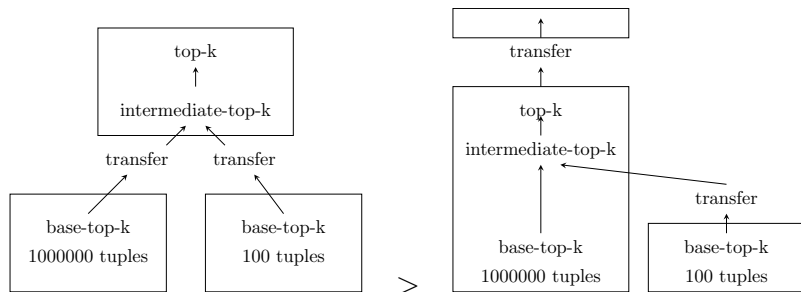 top-k
intermediate-top-k
transfer transfer
base-top-k base-top-k
1000000 tuples 100 tuples
>
transfer
top-k
intermediate-top-k
transfer
base-top-k base-top-k
1000000 tuples 100 tuples